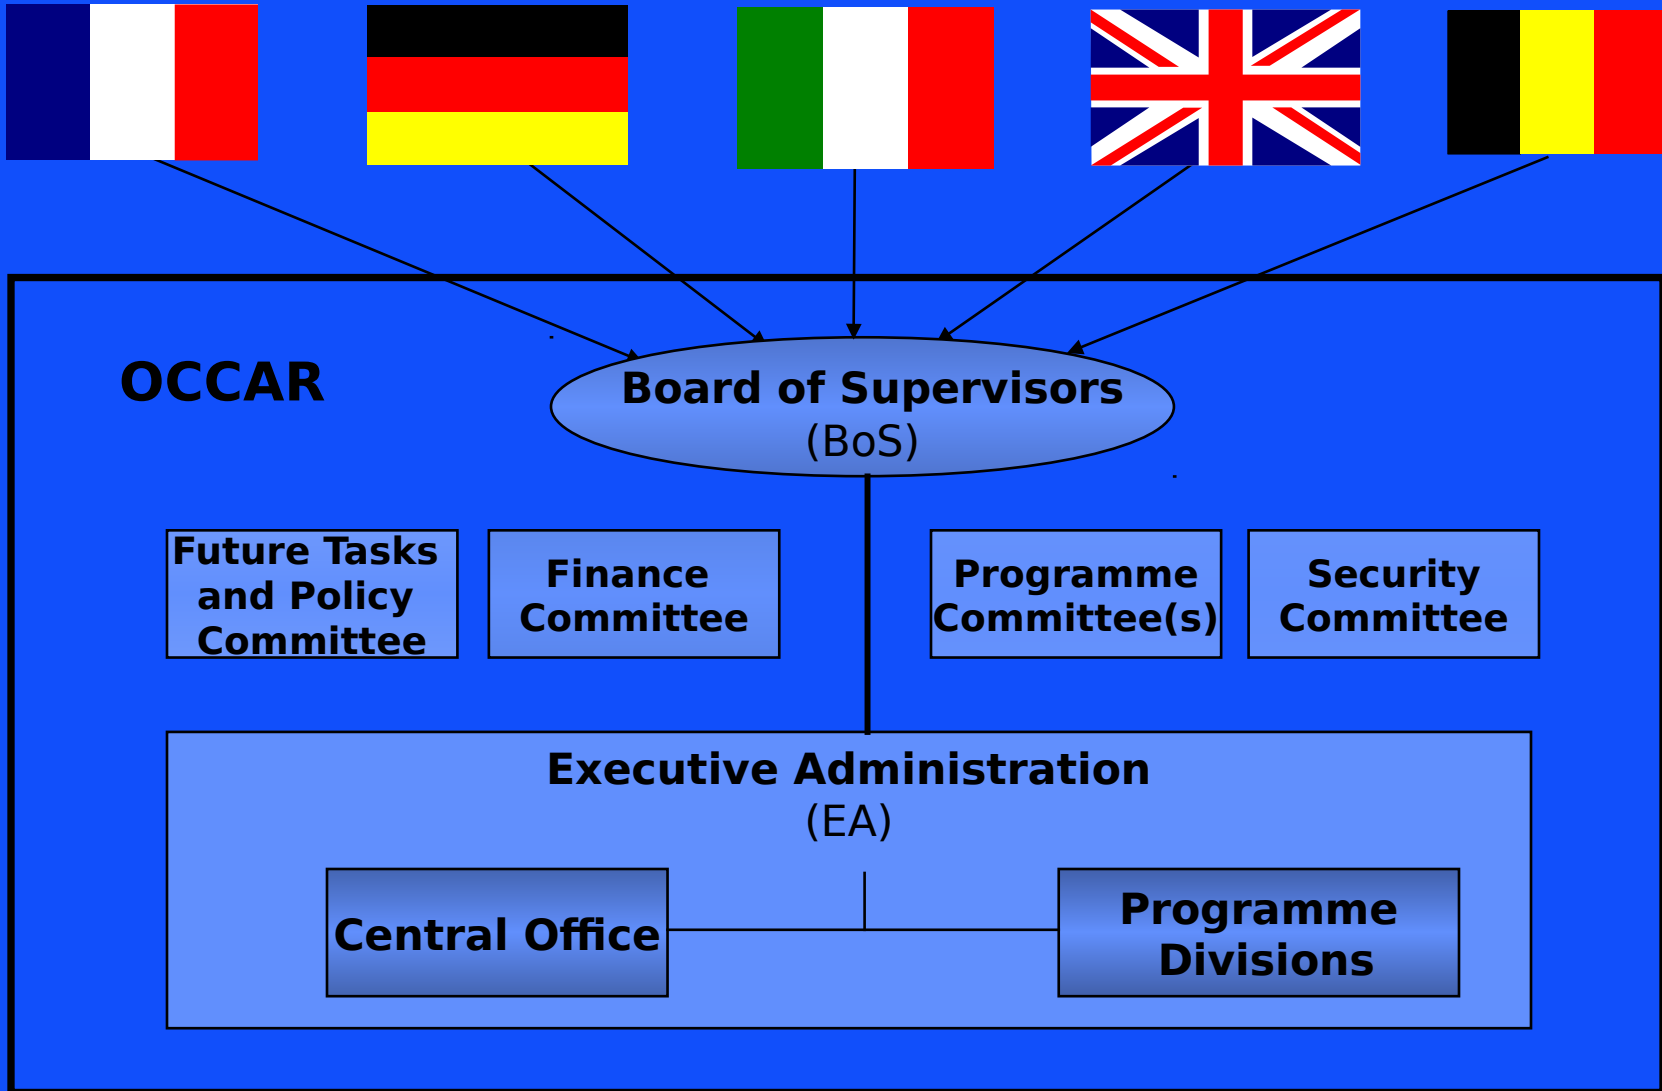 OCCAR
Board of Supervisors
(BoS)
Future Tasks
and Policy
Committee
Finance
Committee
Programme
Committee(s)
Security
Committee
Executive Administration
(EA)
Central Office
Programme
Divisions